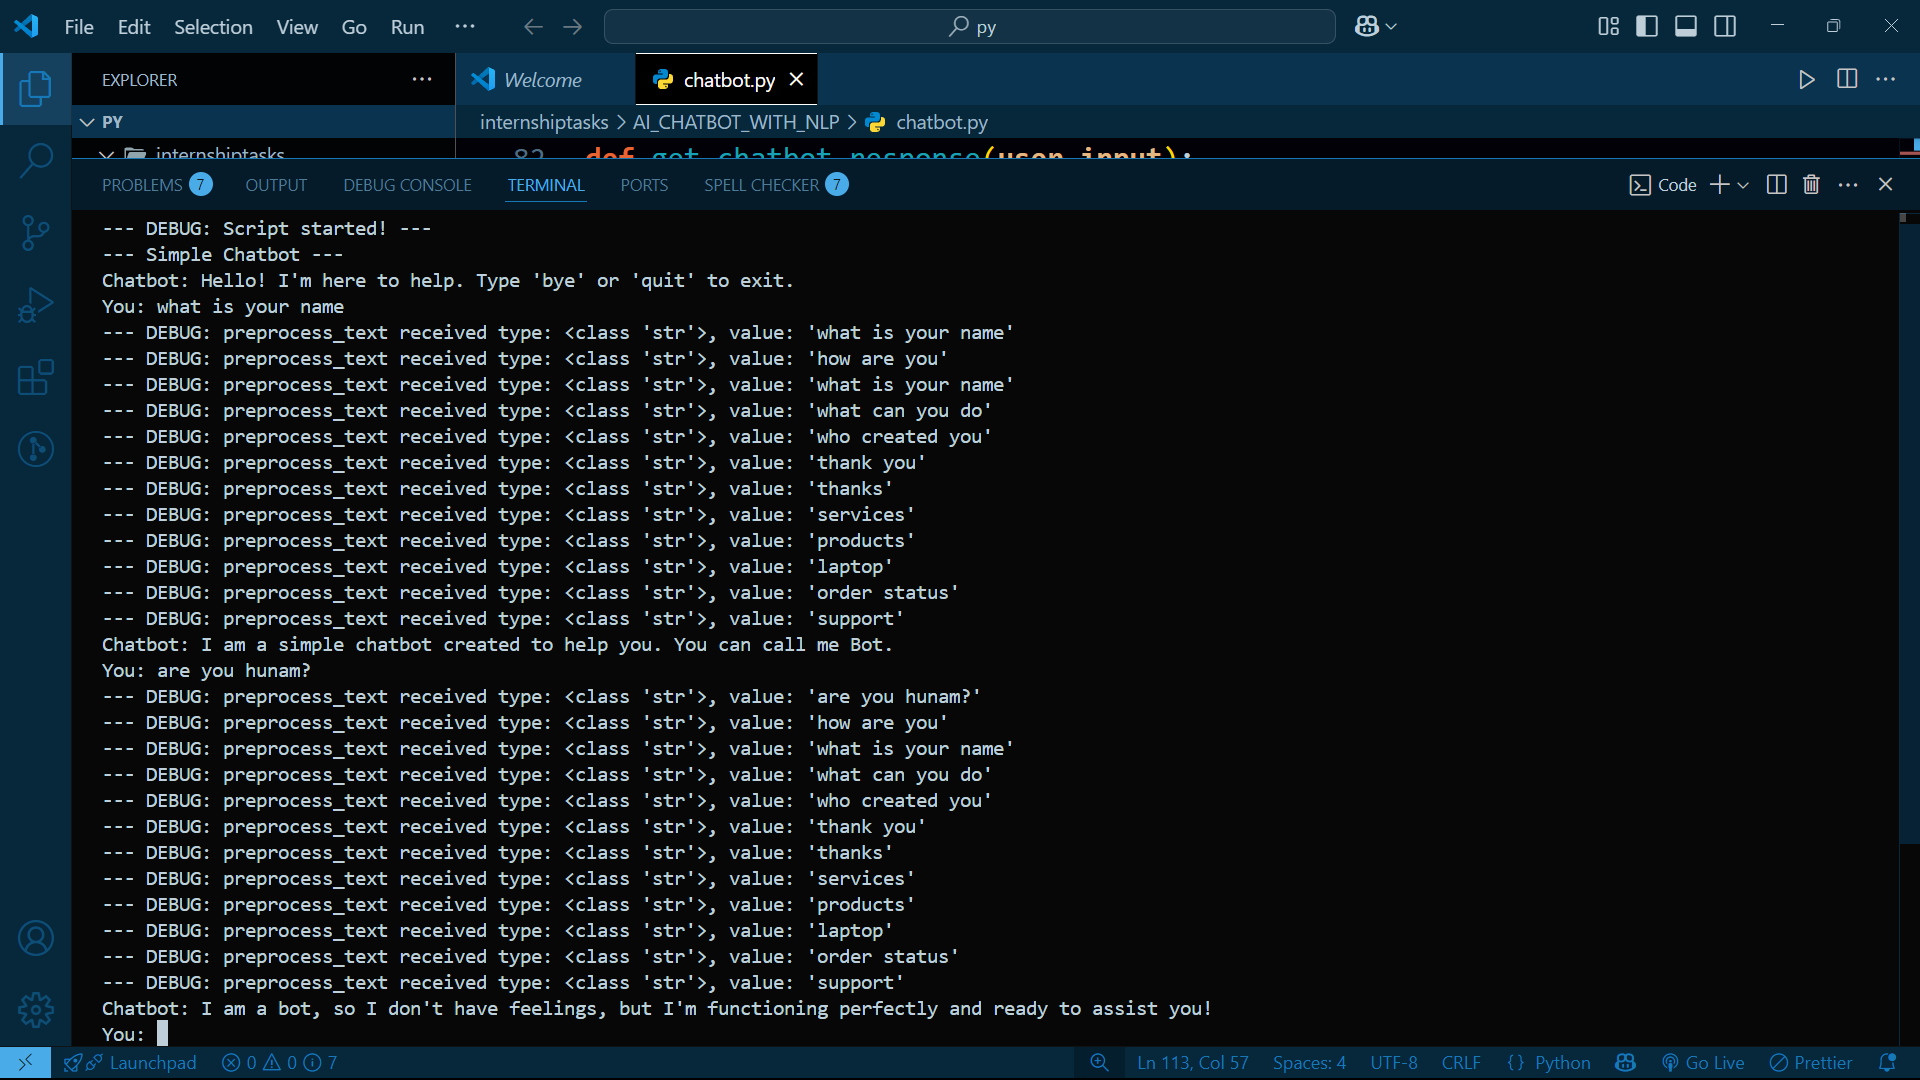 File Edit Selection View Go Run ··· py
EXPLORER ··· Welcome chatbot.py
PY internshiptasks > AI_CHATBOT_WITH_NLP > chatbot.py
internshiptasks 82 def get_chatbot_response(user_input):
PROBLEMS 7 OUTPUT DEBUG CONSOLE TERMINAL PORTS SPELL CHECKER 7 Code
--- DEBUG: Script started! ---
--- Simple Chatbot ---
Chatbot: Hello! I'm here to help. Type 'bye' or 'quit' to exit.
You: what is your name
--- DEBUG: preprocess_text received type: <class 'str'>, value: 'what is your name'
--- DEBUG: preprocess_text received type: <class 'str'>, value: 'how are you'
--- DEBUG: preprocess_text received type: <class 'str'>, value: 'what is your name'
--- DEBUG: preprocess_text received type: <class 'str'>, value: 'what can you do'
--- DEBUG: preprocess_text received type: <class 'str'>, value: 'who created you'
--- DEBUG: preprocess_text received type: <class 'str'>, value: 'thank you'
--- DEBUG: preprocess_text received type: <class 'str'>, value: 'thanks'
--- DEBUG: preprocess_text received type: <class 'str'>, value: 'services'
--- DEBUG: preprocess_text received type: <class 'str'>, value: 'products'
--- DEBUG: preprocess_text received type: <class 'str'>, value: 'laptop'
--- DEBUG: preprocess_text received type: <class 'str'>, value: 'order status'
--- DEBUG: preprocess_text received type: <class 'str'>, value: 'support'
Chatbot: I am a simple chatbot created to help you. You can call me Bot.
You: are you hunam?
--- DEBUG: preprocess_text received type: <class 'str'>, value: 'are you hunam?'
--- DEBUG: preprocess_text received type: <class 'str'>, value: 'how are you'
--- DEBUG: preprocess_text received type: <class 'str'>, value: 'what is your name'
--- DEBUG: preprocess_text received type: <class 'str'>, value: 'what can you do'
--- DEBUG: preprocess_text received type: <class 'str'>, value: 'who created you'
--- DEBUG: preprocess_text received type: <class 'str'>, value: 'thank you'
--- DEBUG: preprocess_text received type: <class 'str'>, value: 'thanks'
--- DEBUG: preprocess_text received type: <class 'str'>, value: 'services'
--- DEBUG: preprocess_text received type: <class 'str'>, value: 'products'
--- DEBUG: preprocess_text received type: <class 'str'>, value: 'laptop'
--- DEBUG: preprocess_text received type: <class 'str'>, value: 'order status'
--- DEBUG: preprocess_text received type: <class 'str'>, value: 'support'
Chatbot: I am a bot, so I don't have feelings, but I'm functioning perfectly and ready to assist you!
You:
Launchpad 0 0 7 Ln 113, Col 57 Spaces: 4 UTF-8 CRLF {} Python Go Live Prettier